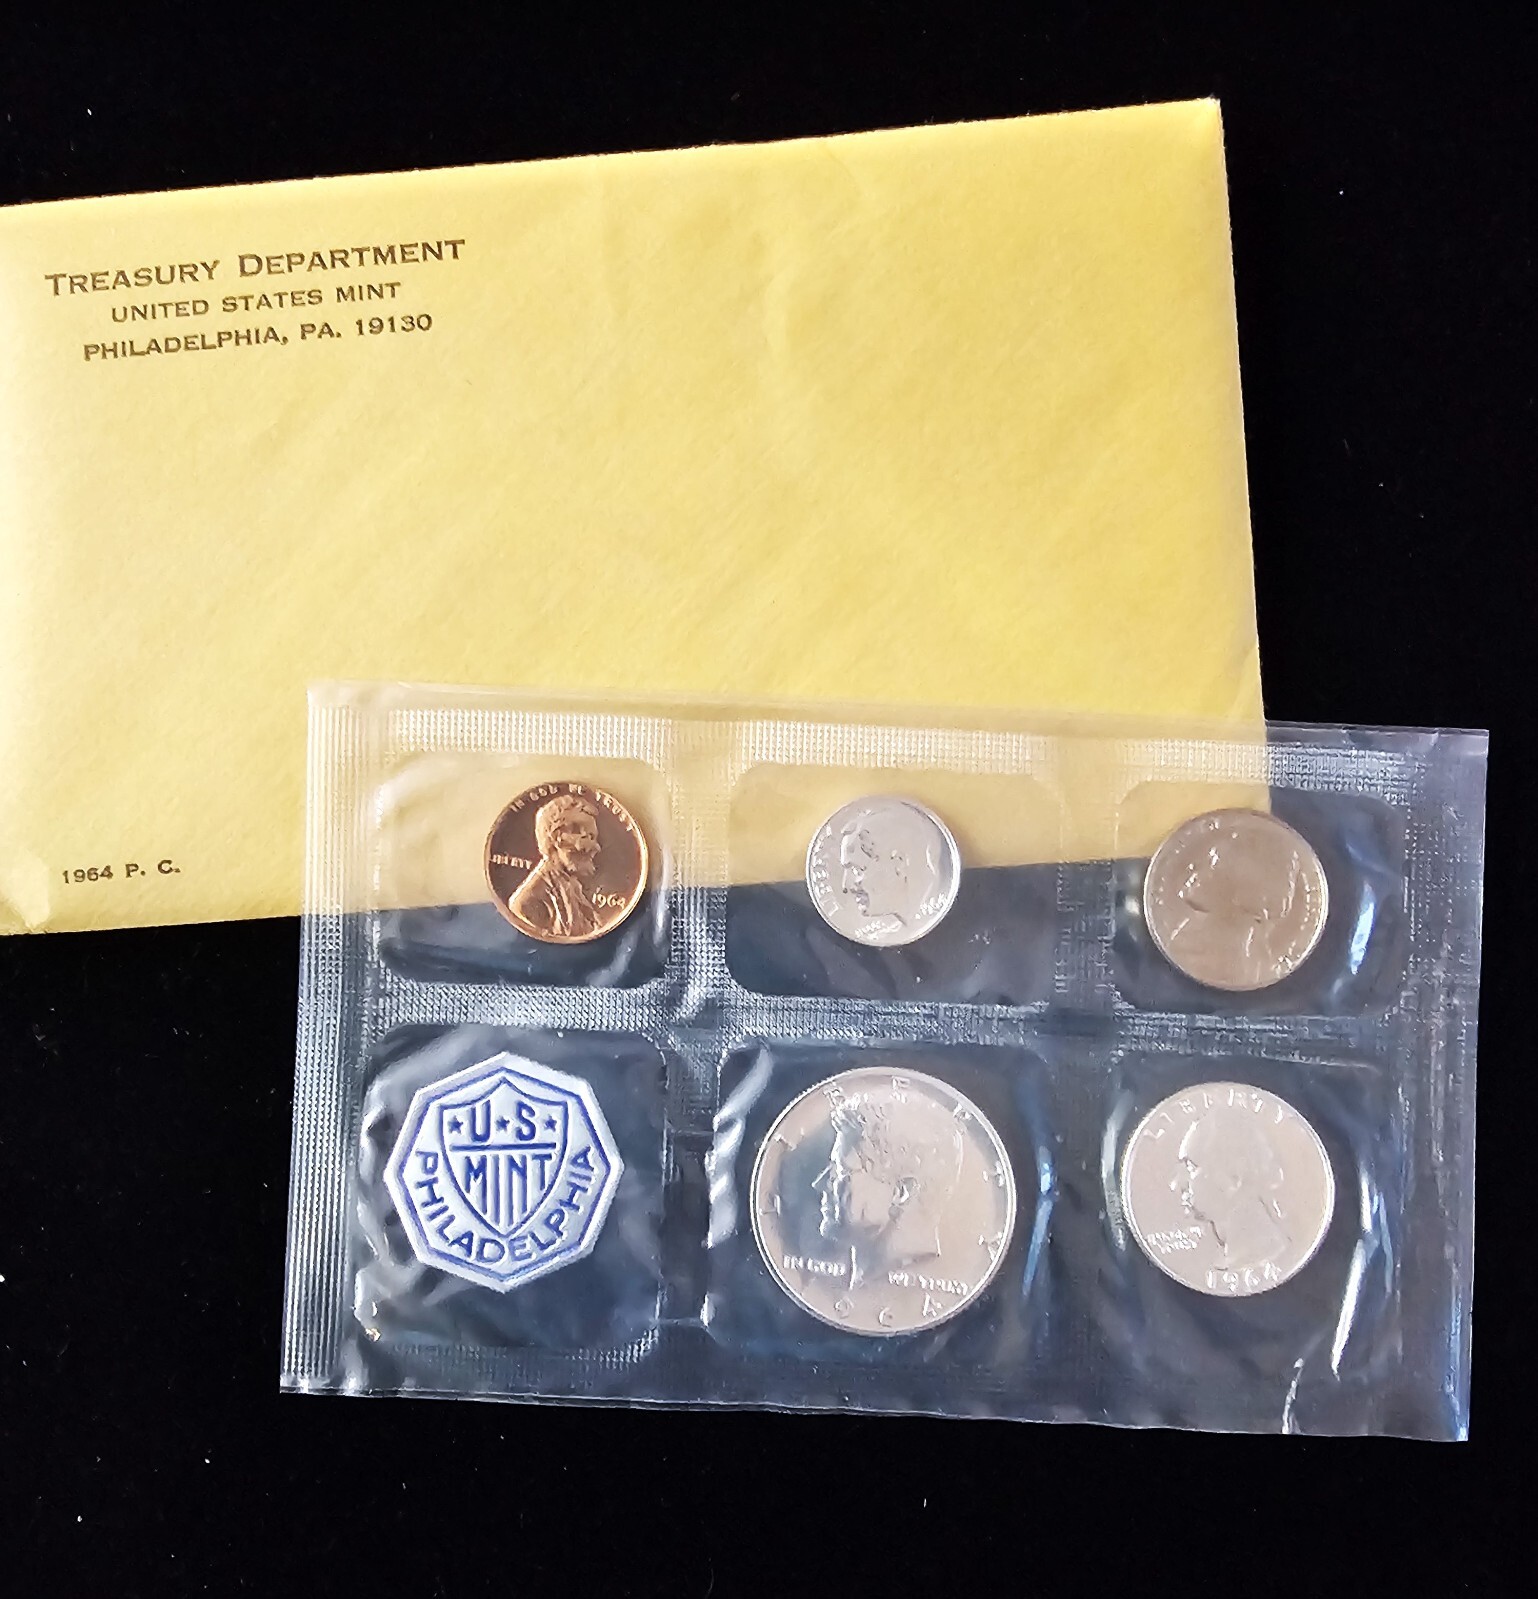 TREASURY DEPARTMENT
UNITED STATES MINT
PHILADELPHIA, PA. 19130
1964 P. C.
IN GOD WE TRUST
LIBERTY
1964
LIBERTY
1964
U★S
MINT
PHILADELPHIA
LIBERTY
IN GOD WE TRUST
1964
LIBERTY
1964